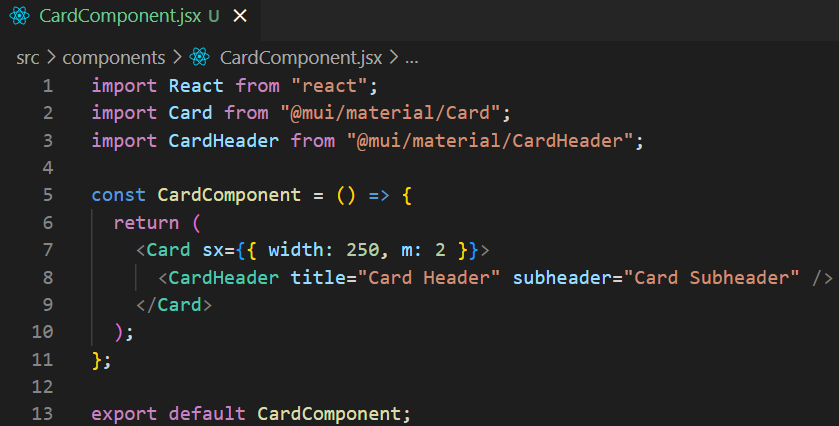 CardComponent.jsx U ×
src > components > CardComponent.jsx > ...
1 import React from "react";
2 import Card from "@mui/material/Card";
3 import CardHeader from "@mui/material/CardHeader";
4
5 const CardComponent = () => {
6   return (
7     <Card sx={{ width: 250, m: 2 }}>
8       <CardHeader title="Card Header" subheader="Card Subheader" />
9     </Card>
10   );
11 };
12
13 export default CardComponent;